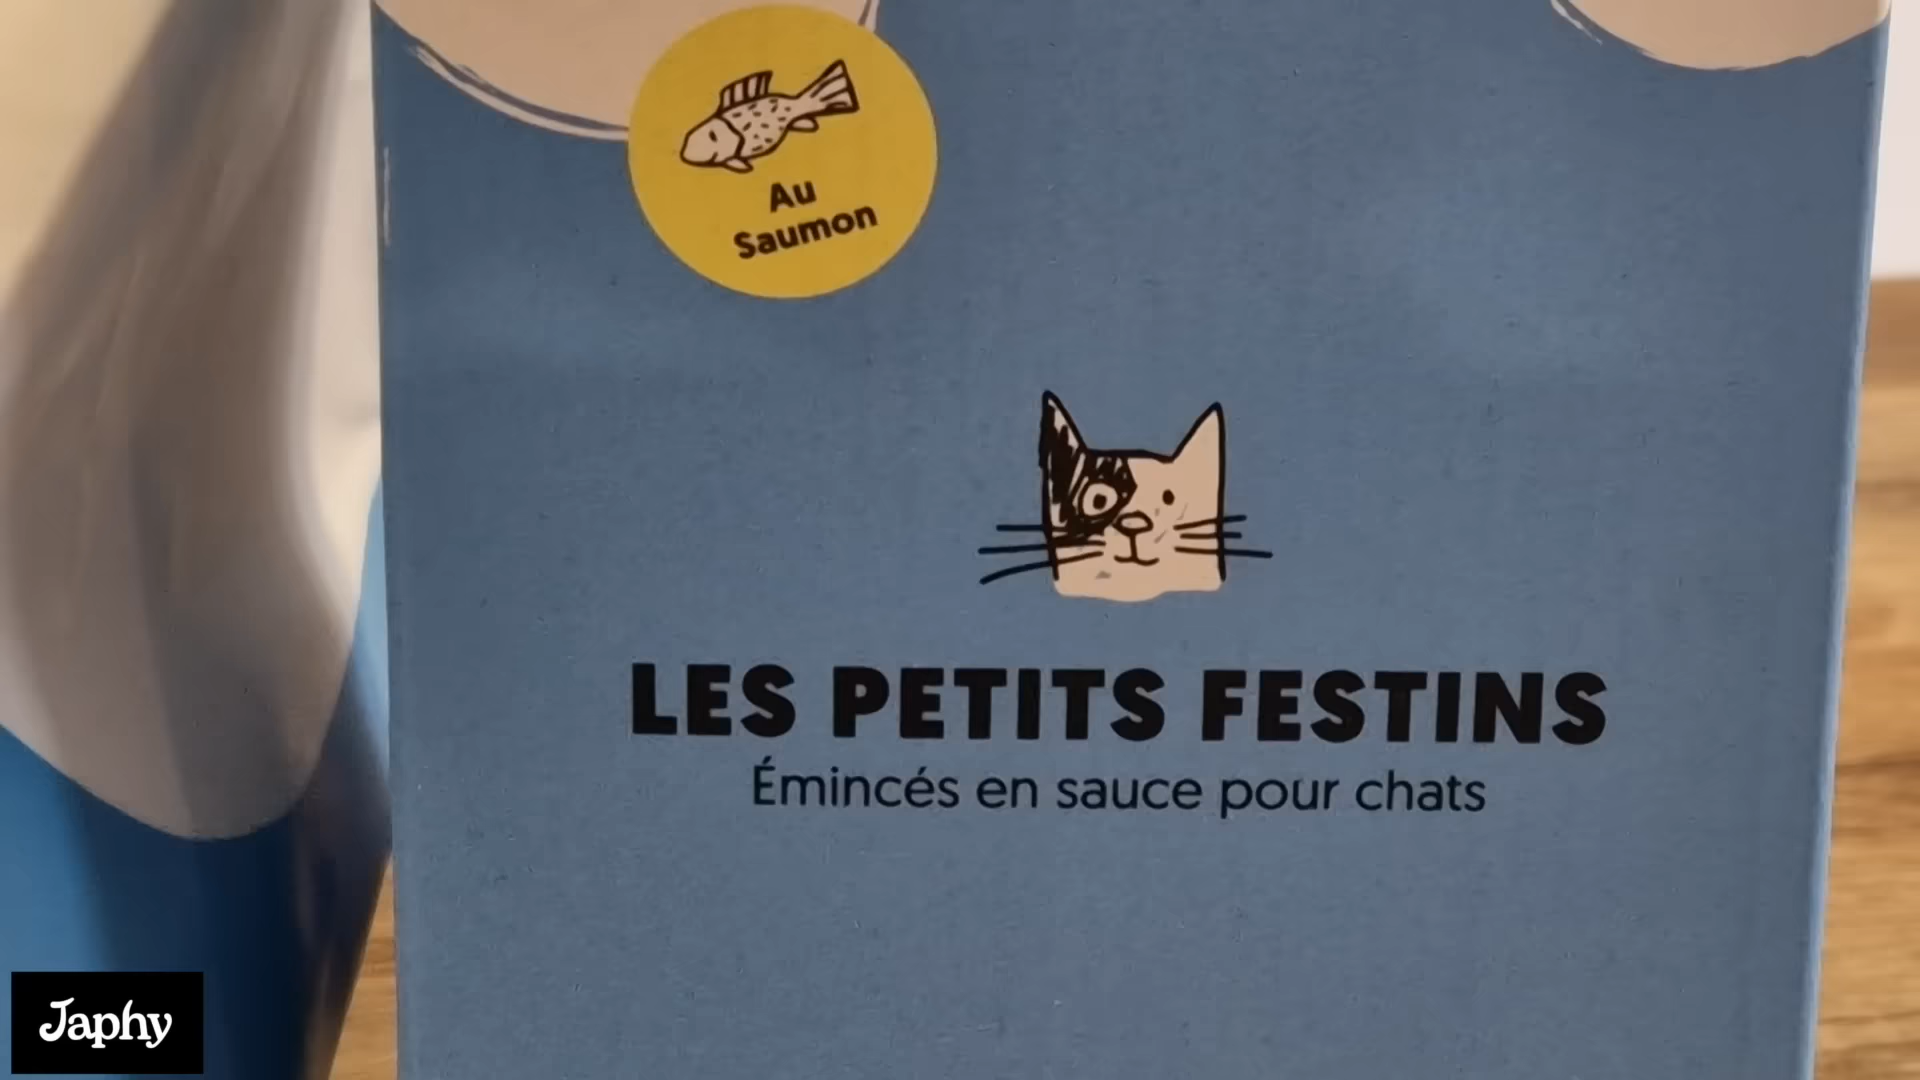 Au
Saumon
LES PETITS FESTINS
Émincés en sauce pour chats
Japhy